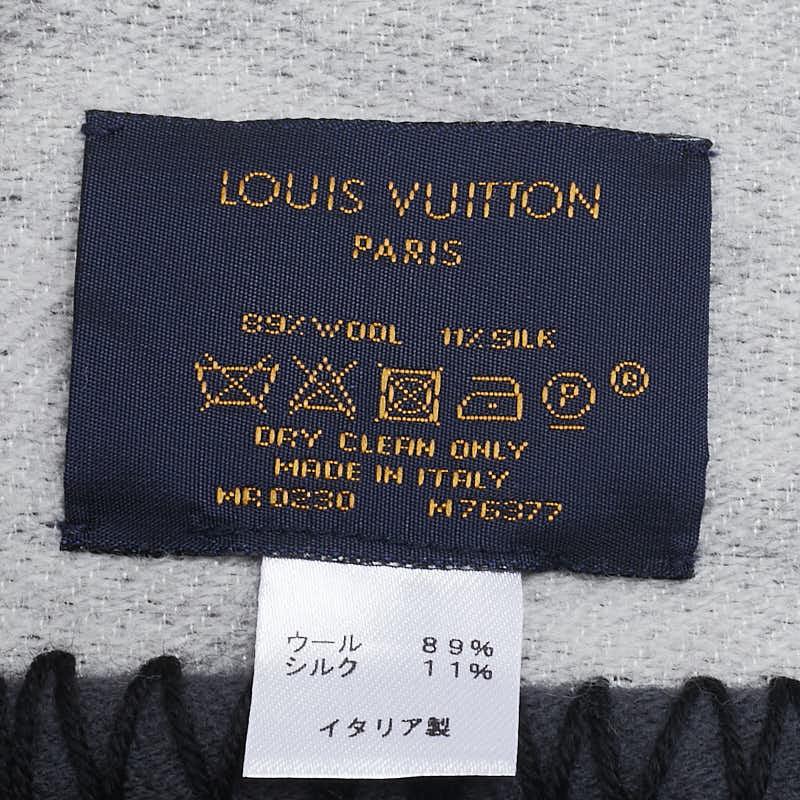 LOUIS VUITTON
PARIS
89% WOOL 11% SILK
P ®
DRY CLEAN ONLY
MADE IN ITALY
MP0230 M76377
ウール 89%
シルク 11%
イタリア製